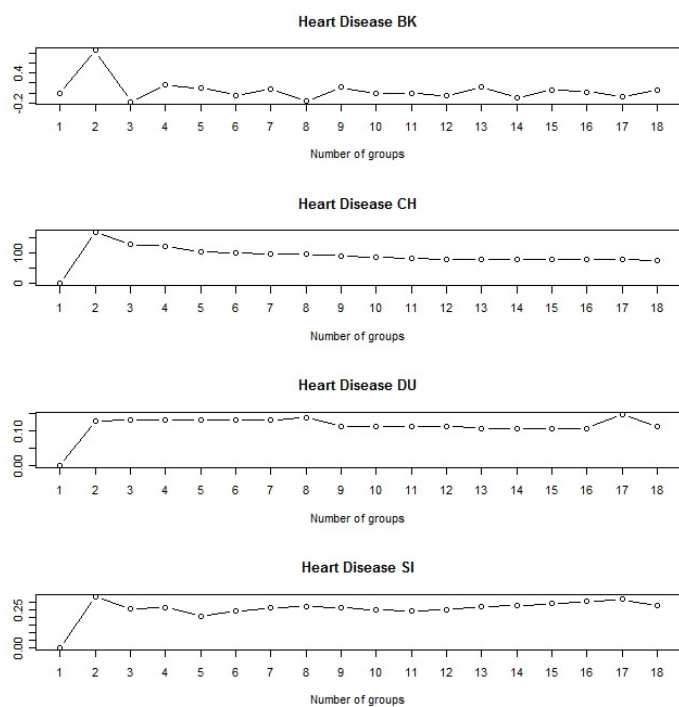 Heart Disease BK
0.4
-0.2
1 2 3 4 5 6 7 8 9 10 11 12 13 14 15 16 17 18
Number of groups
Heart Disease CH
100
0
1 2 3 4 5 6 7 8 9 10 11 12 13 14 15 16 17 18
Number of groups
Heart Disease DU
0.10
0.00
1 2 3 4 5 6 7 8 9 10 11 12 13 14 15 16 17 18
Number of groups
Heart Disease SI
0.25
0.00
1 2 3 4 5 6 7 8 9 10 11 12 13 14 15 16 17 18
Number of groups